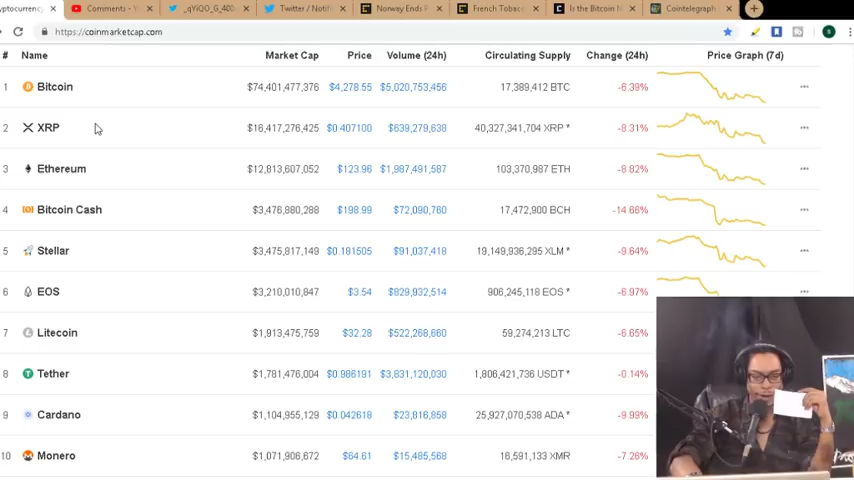 ptocurrency
Comments - Y
_qYiQO_G_400
Twitter / Notifi
Norway Ends P
French Tobacc
Is the Bitcoin N
Cointelegraph
https://coinmarketcap.com
# Name Market Cap Price Volume (24h) Circulating Supply Change (24h) Price Graph (7d)
1 Bitcoin $74,401,477,376 $4,278.55 $5,020,753,456 17,389,412 BTC -6.39%
2 XRP $16,417,276,425 $0.407100 $639,279,638 40,327,341,704 XRP * -8.31%
3 Ethereum $12,813,607,052 $123.96 $1,987,491,587 103,370,987 ETH -8.82%
4 Bitcoin Cash $3,476,880,288 $198.99 $72,090,760 17,472,900 BCH -14.66%
5 Stellar $3,475,817,149 $0.181505 $91,037,418 19,149,936,295 XLM * -9.64%
6 EOS $3,210,010,847 $3.54 $829,932,514 906,245,118 EOS * -6.97%
7 Litecoin $1,913,475,759 $32.28 $522,268,660 59,274,213 LTC -6.65%
8 Tether $1,781,476,004 $0.986191 $3,831,120,030 1,806,421,736 USDT * -0.14%
9 Cardano $1,104,955,129 $0.042618 $23,816,858 25,927,070,538 ADA * -9.99%
10 Monero $1,071,906,672 $64.61 $15,485,568 16,591,133 XMR -7.26%